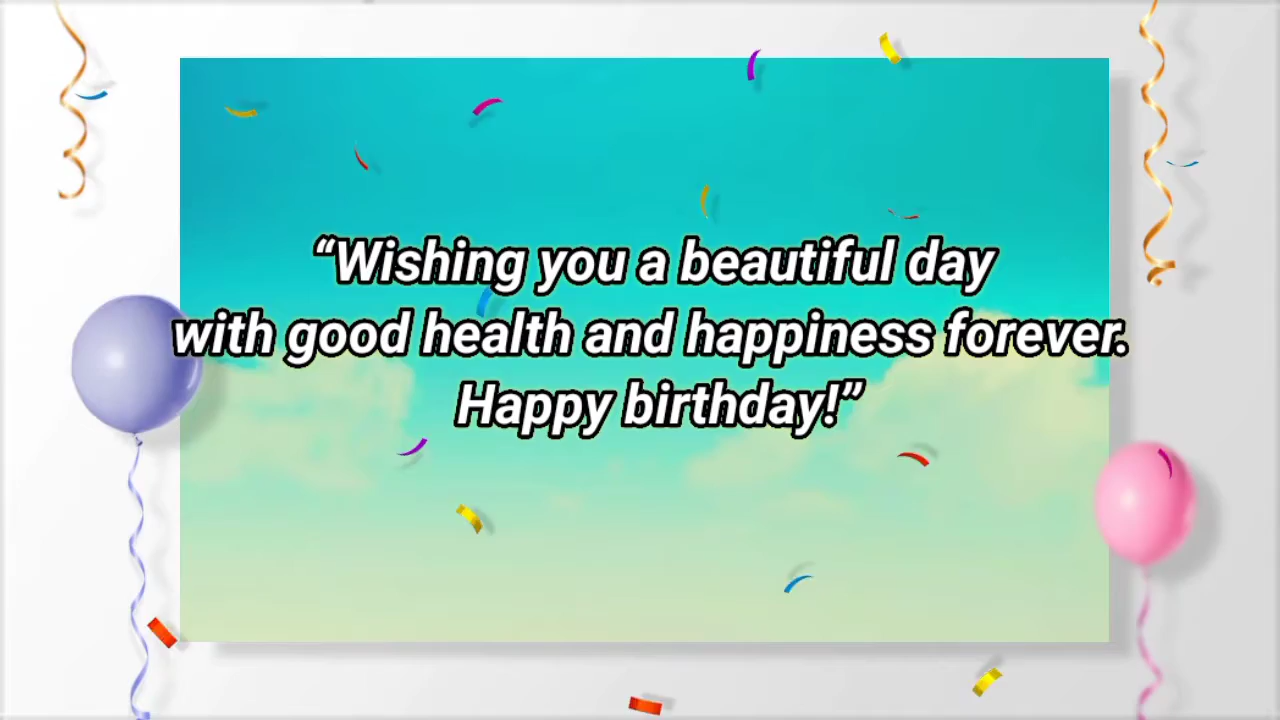 “Wishing you a beautiful day
with good health and happiness forever.
Happy birthday!”